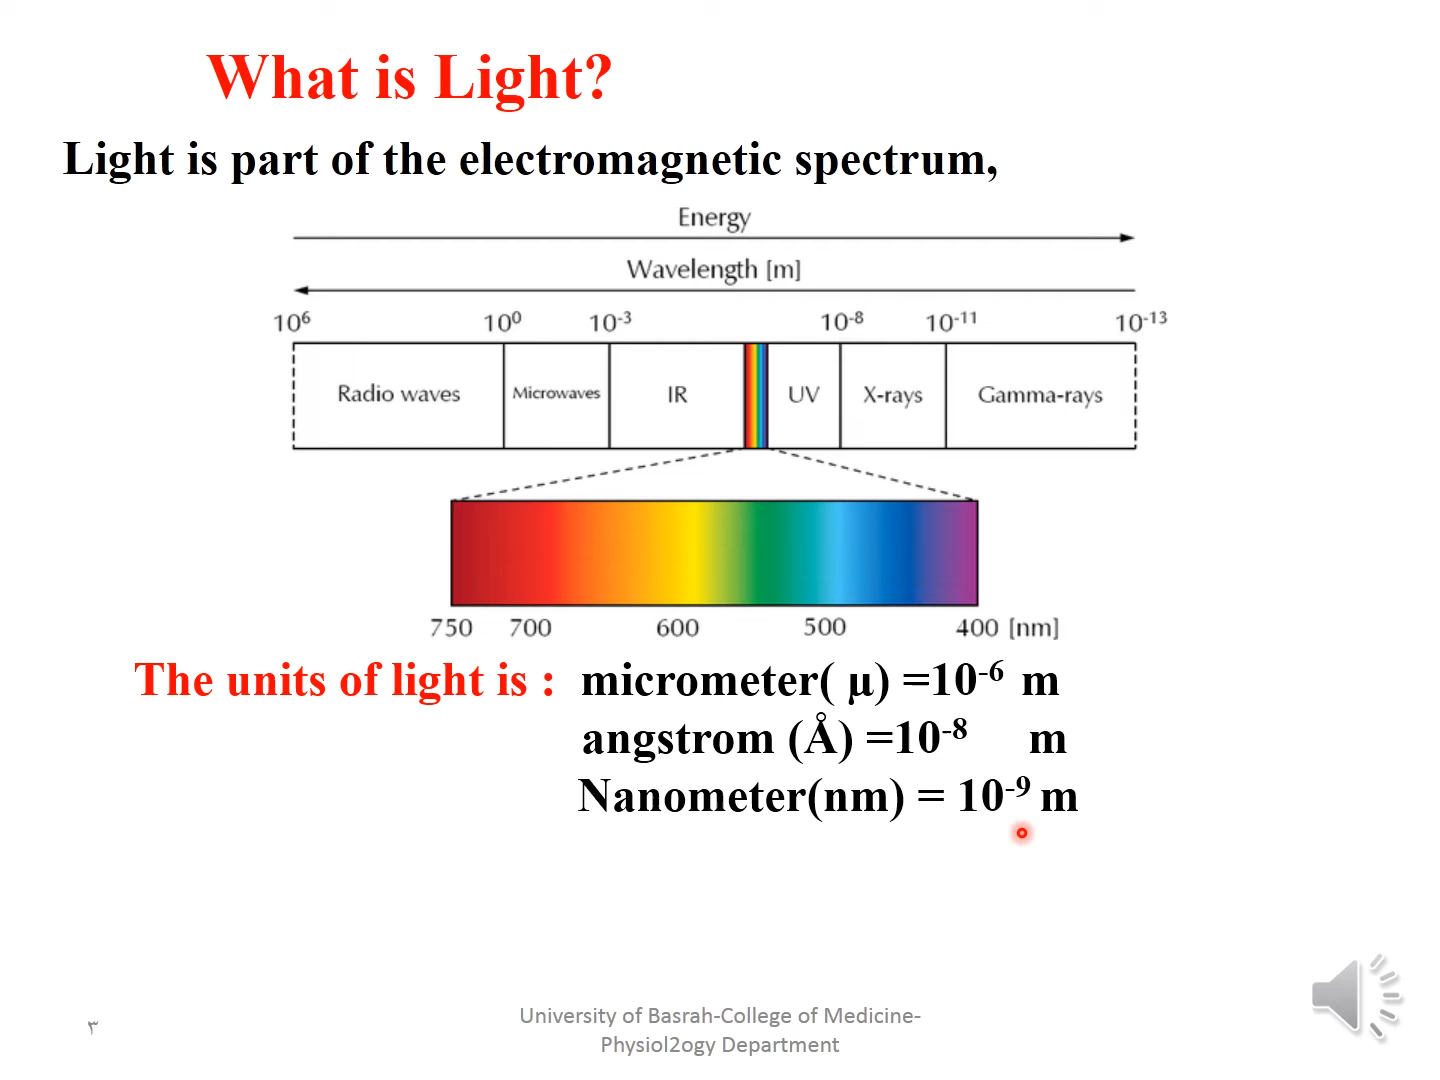 What is Light?
Light is part of the electromagnetic spectrum,
Energy
Wavelength [m]
10⁶ 10⁰ 10⁻³ 10⁻⁸ 10⁻¹¹ 10⁻¹³
Radio waves Microwaves IR UV X-rays Gamma-rays
750 700 600 500 400 [nm]
The units of light is : micrometer( µ) =10⁻⁶ m
angstrom (Å) =10⁻⁸ m
Nanometer(nm) = 10⁻⁹ m
٣
University of Basrah-College of Medicine-
Physiol2ogy Department